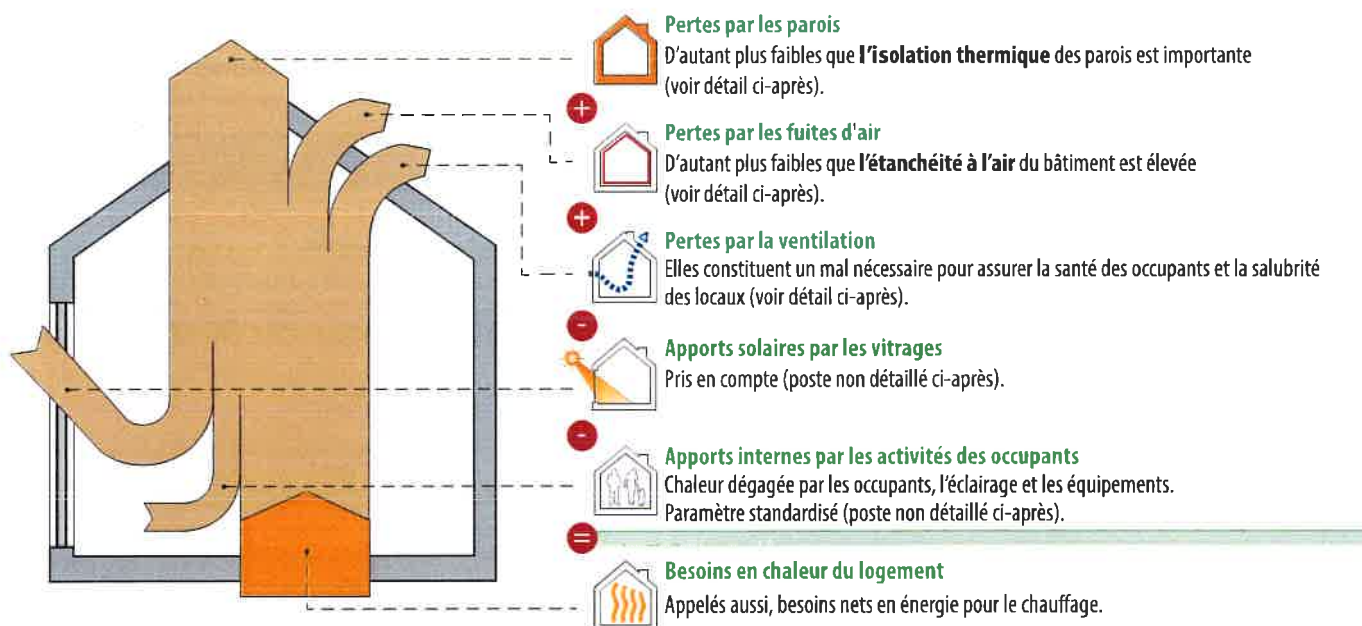 Pertes par les parois
D'autant plus faibles que l'isolation thermique des parois est importante
(voir détail ci-après).
+
Pertes par les fuites d'air
D'autant plus faibles que l'étanchéité à l'air du bâtiment est élevée
(voir détail ci-après).
+
Pertes par la ventilation
Elles constituent un mal nécessaire pour assurer la santé des occupants et la salubrité
des locaux (voir détail ci-après).
-
Apports solaires par les vitrages
Pris en compte (poste non détaillé ci-après).
-
Apports internes par les activités des occupants
Chaleur dégagée par les occupants, l'éclairage et les équipements.
Paramètre standardisé (poste non détaillé ci-après).
=
Besoins en chaleur du logement
Appelés aussi, besoins nets en énergie pour le chauffage.